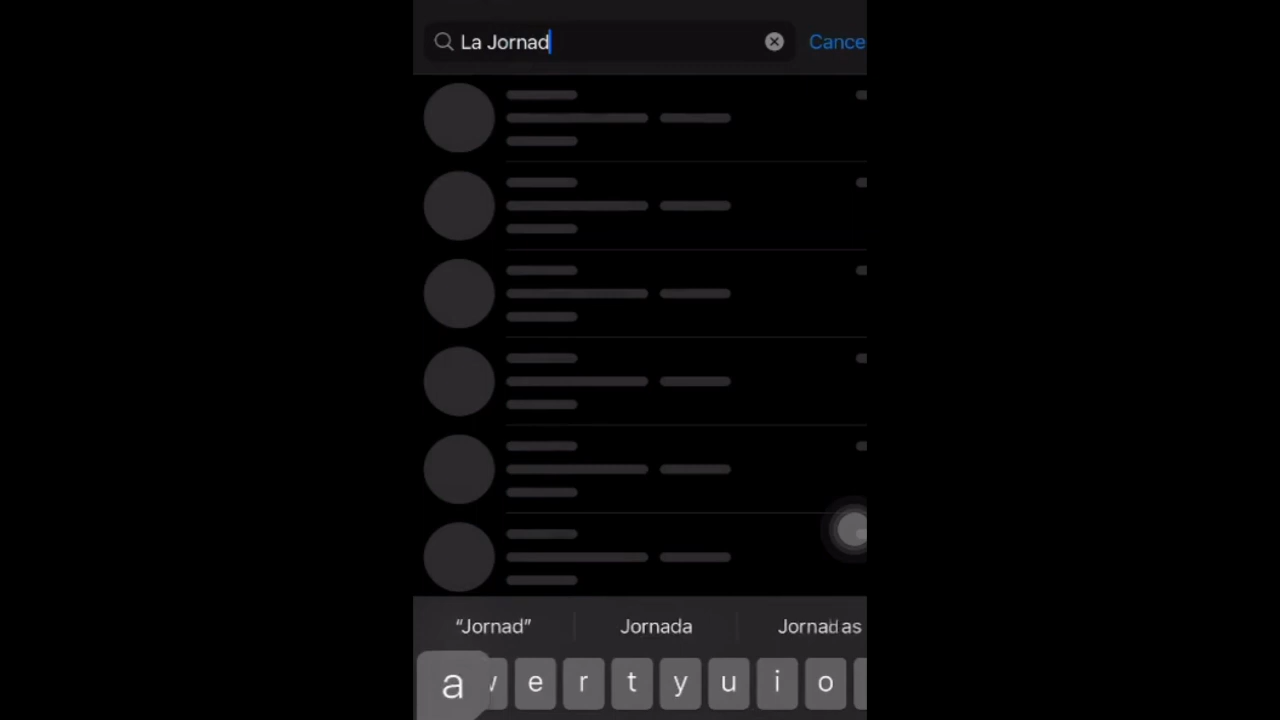 La Jornad
Cance
“Jornad” Jornada Jornadas
a e r t y u i o